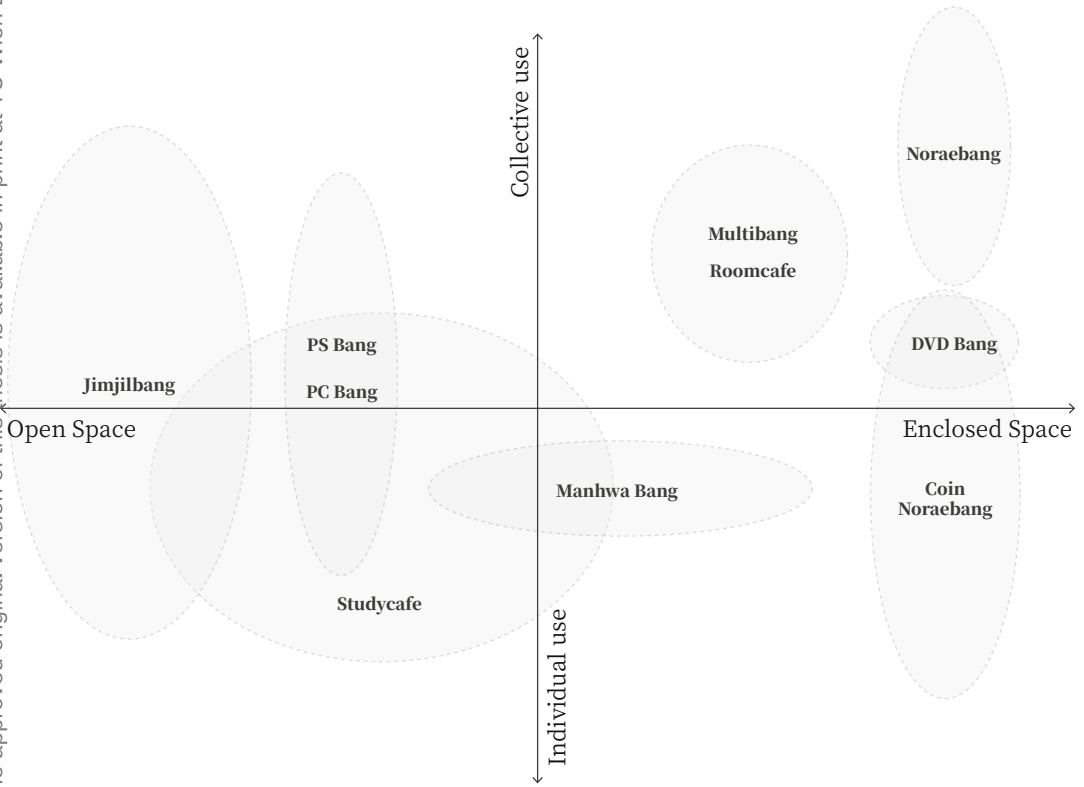 Collective use
Noraebang
Multibang
Roomcafe
PS Bang
DVD Bang
Jimjilbang
PC Bang
Open Space
Enclosed Space
Manhwa Bang
Coin
Noraebang
Studycafe
Individual use